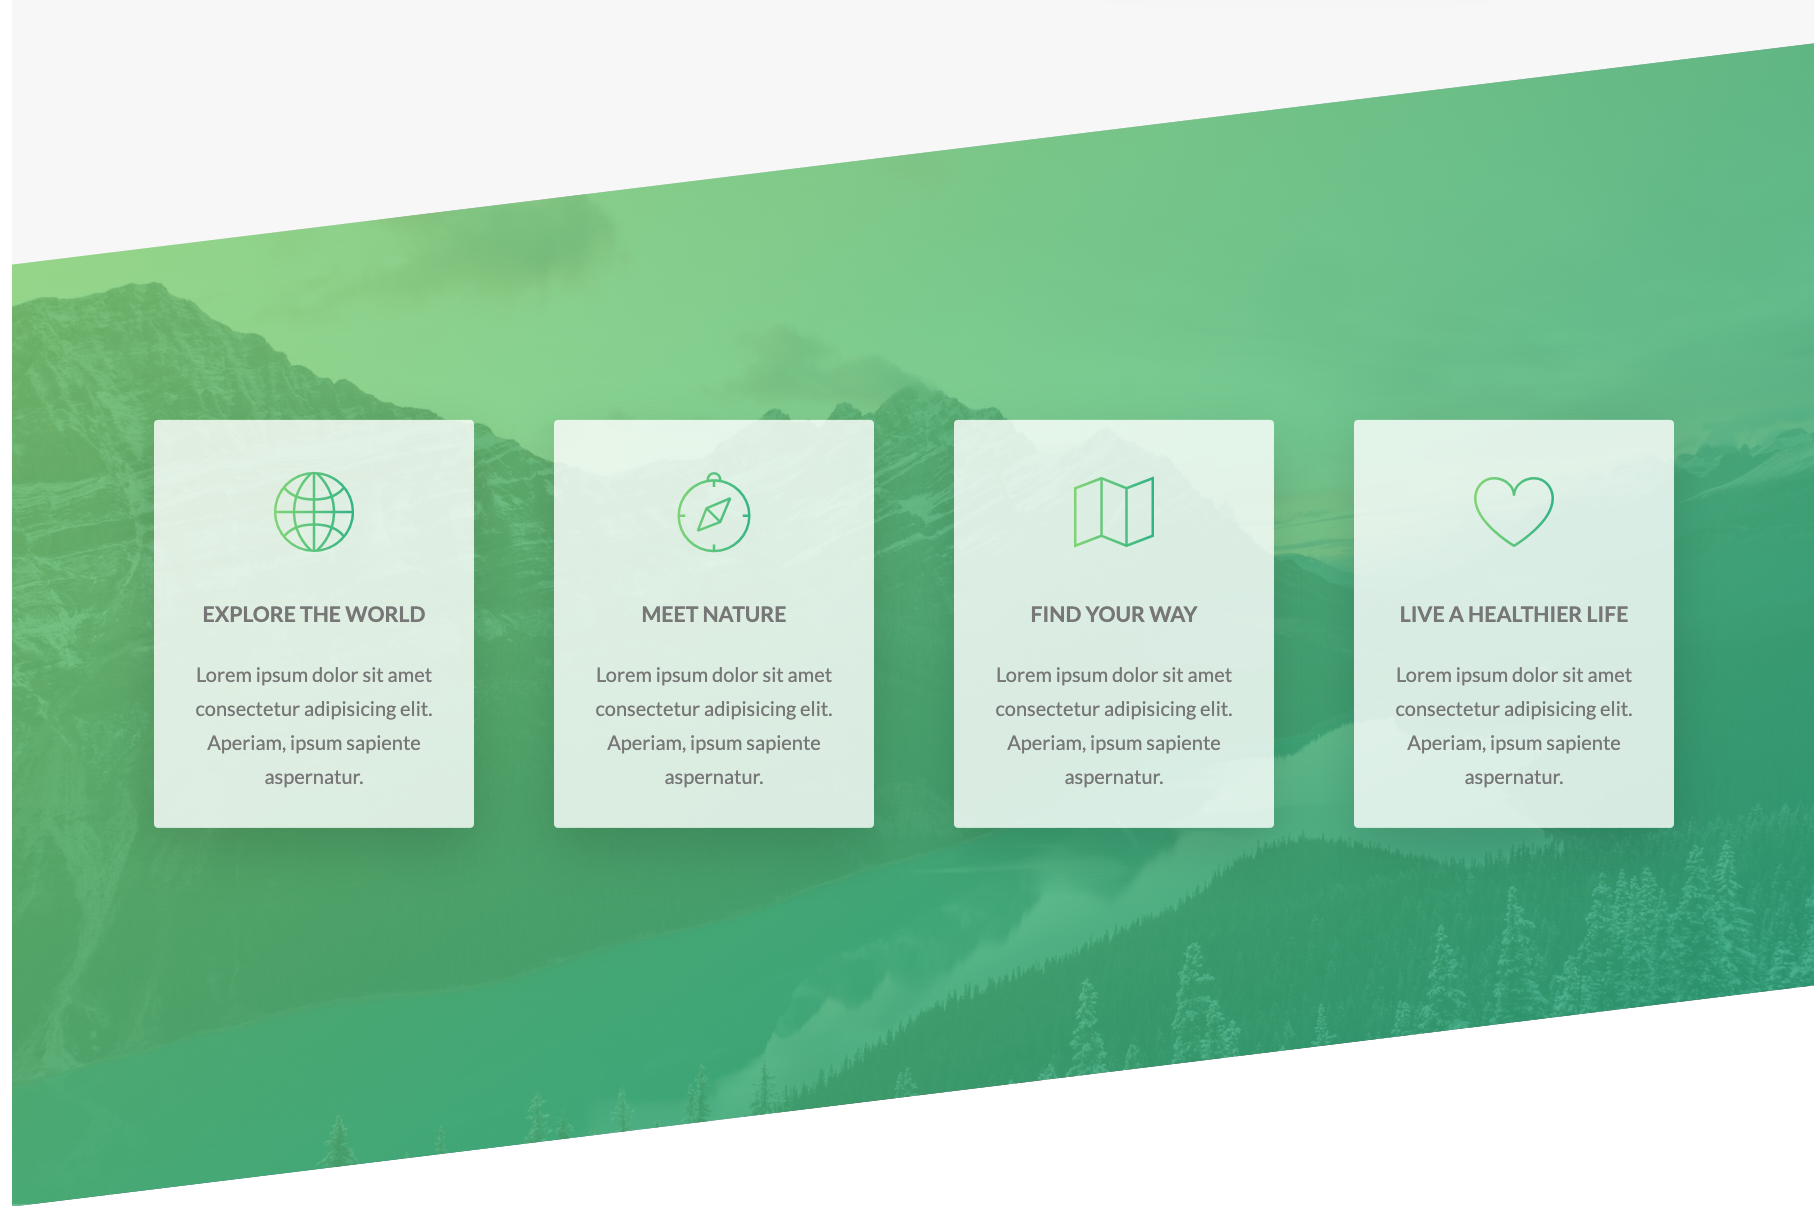 EXPLORE THE WORLD
Lorem ipsum dolor sit amet
consectetur adipisicing elit.
Aperiam, ipsum sapiente
aspernatur.
MEET NATURE
Lorem ipsum dolor sit amet
consectetur adipisicing elit.
Aperiam, ipsum sapiente
aspernatur.
FIND YOUR WAY
Lorem ipsum dolor sit amet
consectetur adipisicing elit.
Aperiam, ipsum sapiente
aspernatur.
LIVE A HEALTHIER LIFE
Lorem ipsum dolor sit amet
consectetur adipisicing elit.
Aperiam, ipsum sapiente
aspernatur.